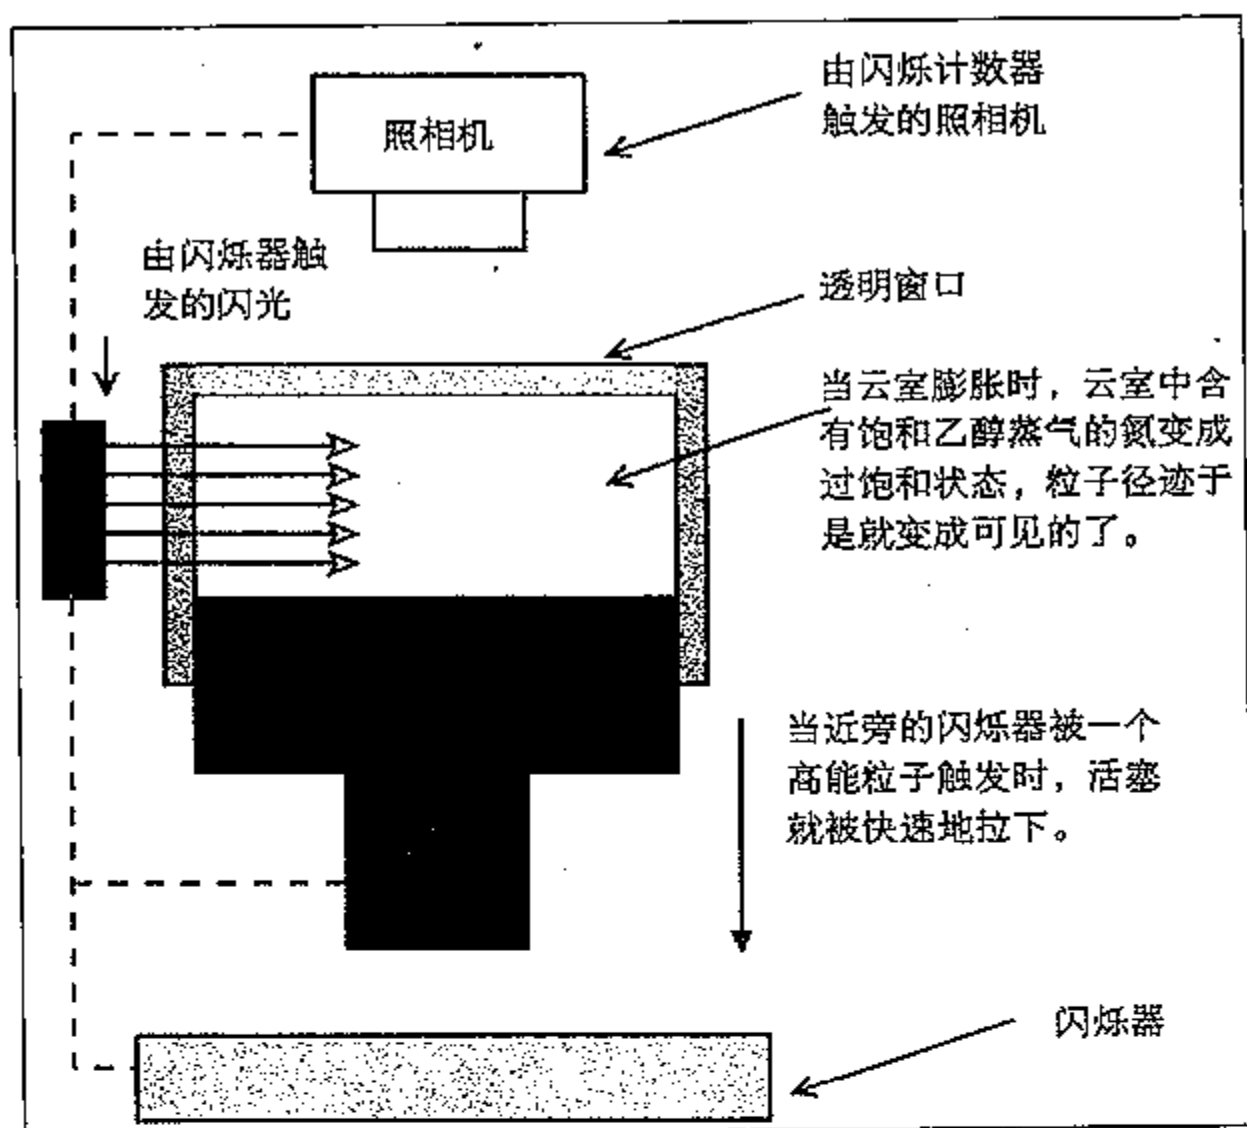 由闪烁计数器
触发的照相机
照相机
由闪烁器触
发的闪光
透明窗口
当云室膨胀时，云室中含
有饱和乙醇蒸气的氮变成
过饱和状态，粒子径迹于
是就变成可见的了。
当近旁的闪烁器被一个
高能粒子触发时，活塞
就被快速地拉下。
闪烁器